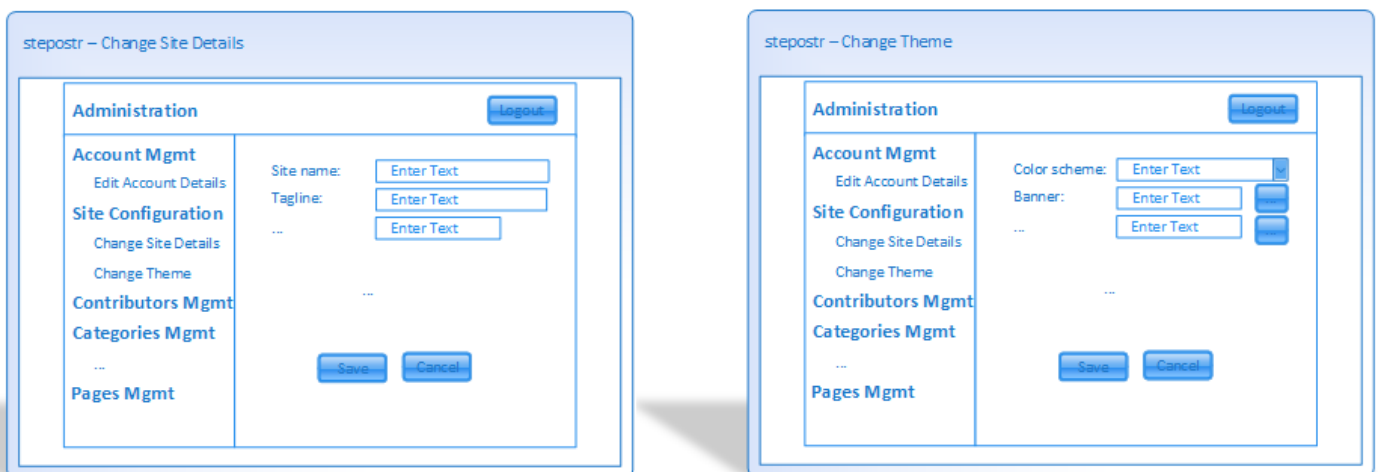 stepostr – Change Site Details
Administration
Logout
Account Mgmt
Edit Account Details
Site Configuration
Change Site Details
Change Theme
Contributors Mgmt
Categories Mgmt
...
Pages Mgmt
Site name: Enter Text
Tagline: Enter Text
... Enter Text
...
Save Cancel
stepostr – Change Theme
Administration
Logout
Account Mgmt
Edit Account Details
Site Configuration
Change Site Details
Change Theme
Contributors Mgmt
Categories Mgmt
...
Pages Mgmt
Color scheme: Enter Text
Banner: Enter Text ...
... Enter Text ...
...
Save Cancel